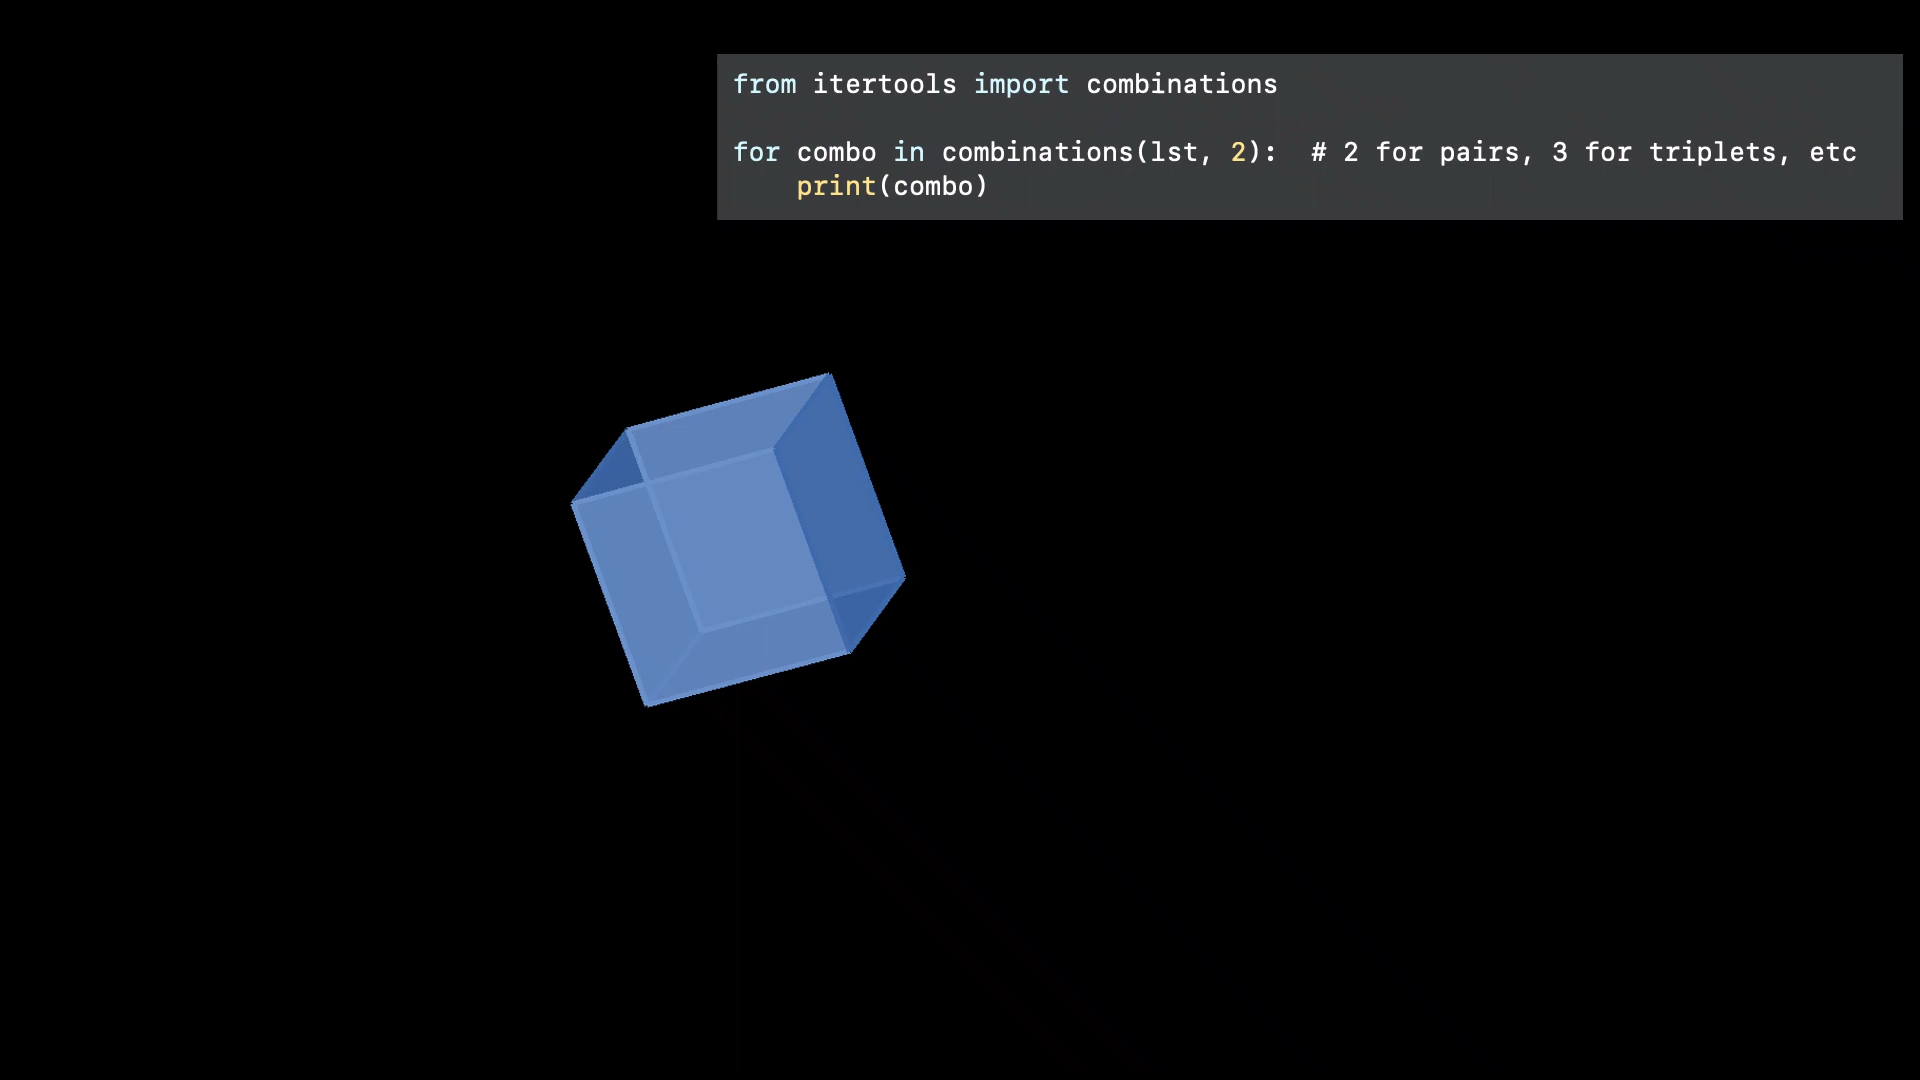 from itertools import combinations
for combo in combinations(lst, 2):  # 2 for pairs, 3 for triplets, etc
    print(combo)